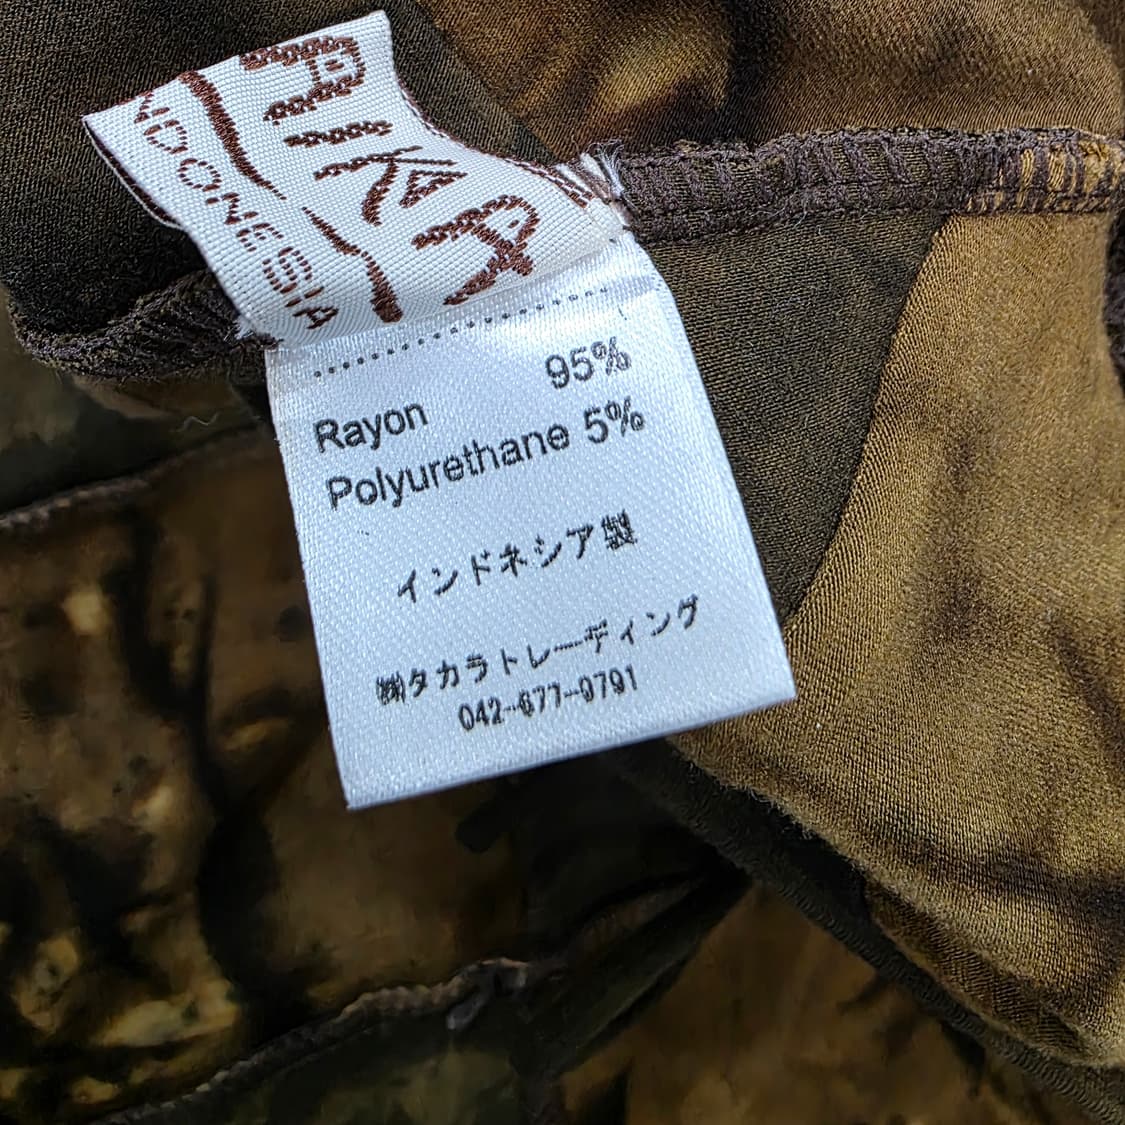 Rayon 95%
Polyurethane 5%
インドネシア製
㈱タカラトレーディング
042-677-0791